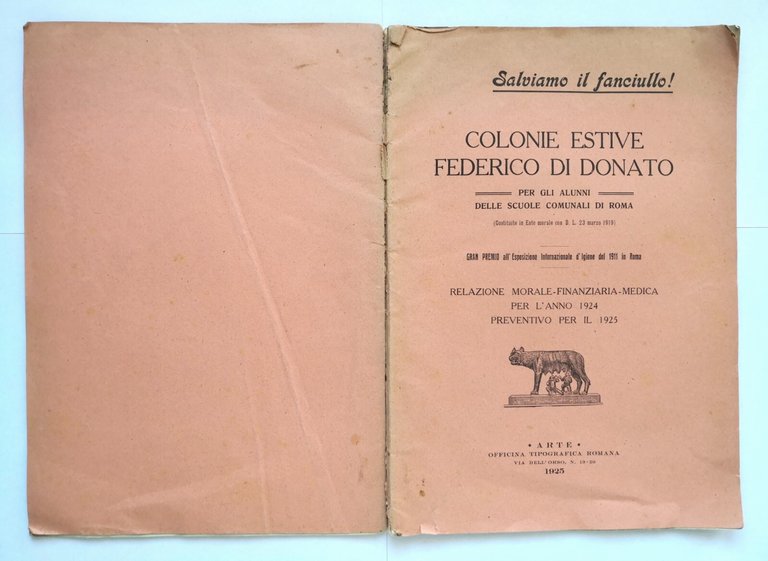 Salviamo il fanciullo!
COLONIE ESTIVE
FEDERICO DI DONATO
PER GLI ALUNNI
DELLE SCUOLE COMUNALI DI ROMA
(Costituite in Ente morale con D. L. 23 marzo 1919)
GRAN PREMIO all'Esposizione Internazionale d'Igiene del 1911 in Roma
RELAZIONE MORALE-FINANZIARIA-MEDICA
PER L'ANNO 1924
PREVENTIVO PER IL 1925
• ARTE •
OFFICINA TIPOGRAFICA ROMANA
VIA DELL'ORSO, N.
1925